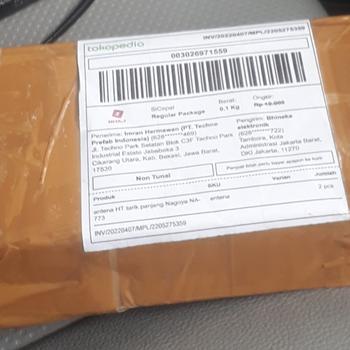 tokopedia
INV/20220407/MPL/2205275359
003026971559
SiCepat
Regular Package
Berat:
0.1 Kg
Ongkir:
Penerima: Imran Hermawan (PT. Techno
Prefab Indonesia) (628*******469)
Jl. Techno Park Selatan Blok C3F Techno Park
Industrial Estate Jababeka 3
Cikarang Utara, Kab. Bekasi, Jawa Barat,
17530
Pengirim: Bhineka
elektronik
(628*******722)
Tambora, Kota
Administrasi Jakarta Barat,
DKI Jakarta, 11270
Non Tunai
Penjual tidak perlu bayar apapun ke kurir
Produk
SKU
Varian
Jumlah
antena HT tarik panjang Nagoya NA-
773
antena
2 pcs
INV/20220407/MPL/2205275359